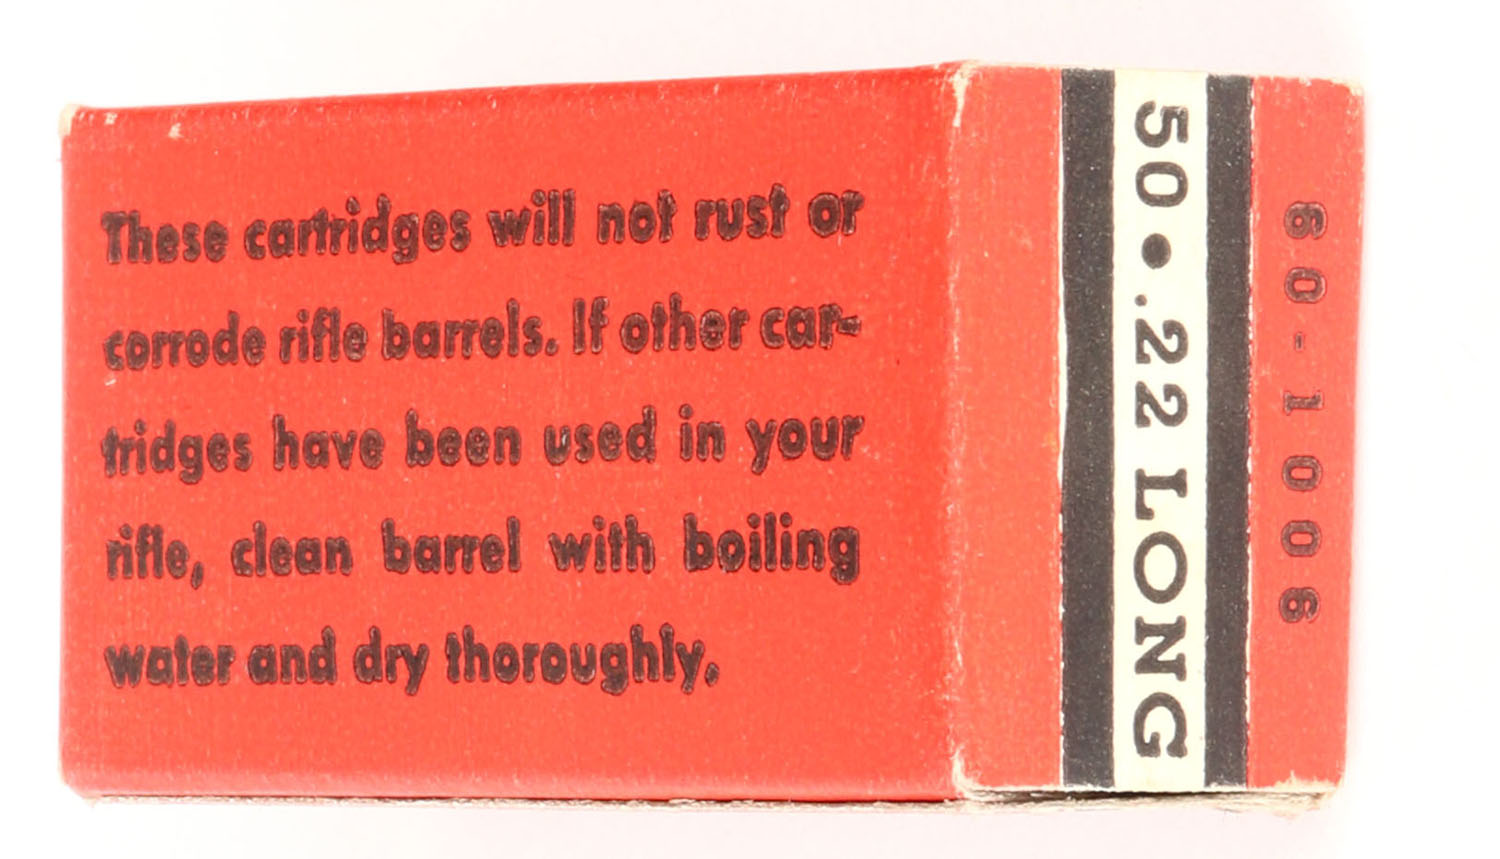 These cartridges will not rust or
corrode rifle barrels. If other car-
tridges have been used in your
rifle, clean barrel with boiling
water and dry thoroughly.
50 • .22 LONG
60-1006